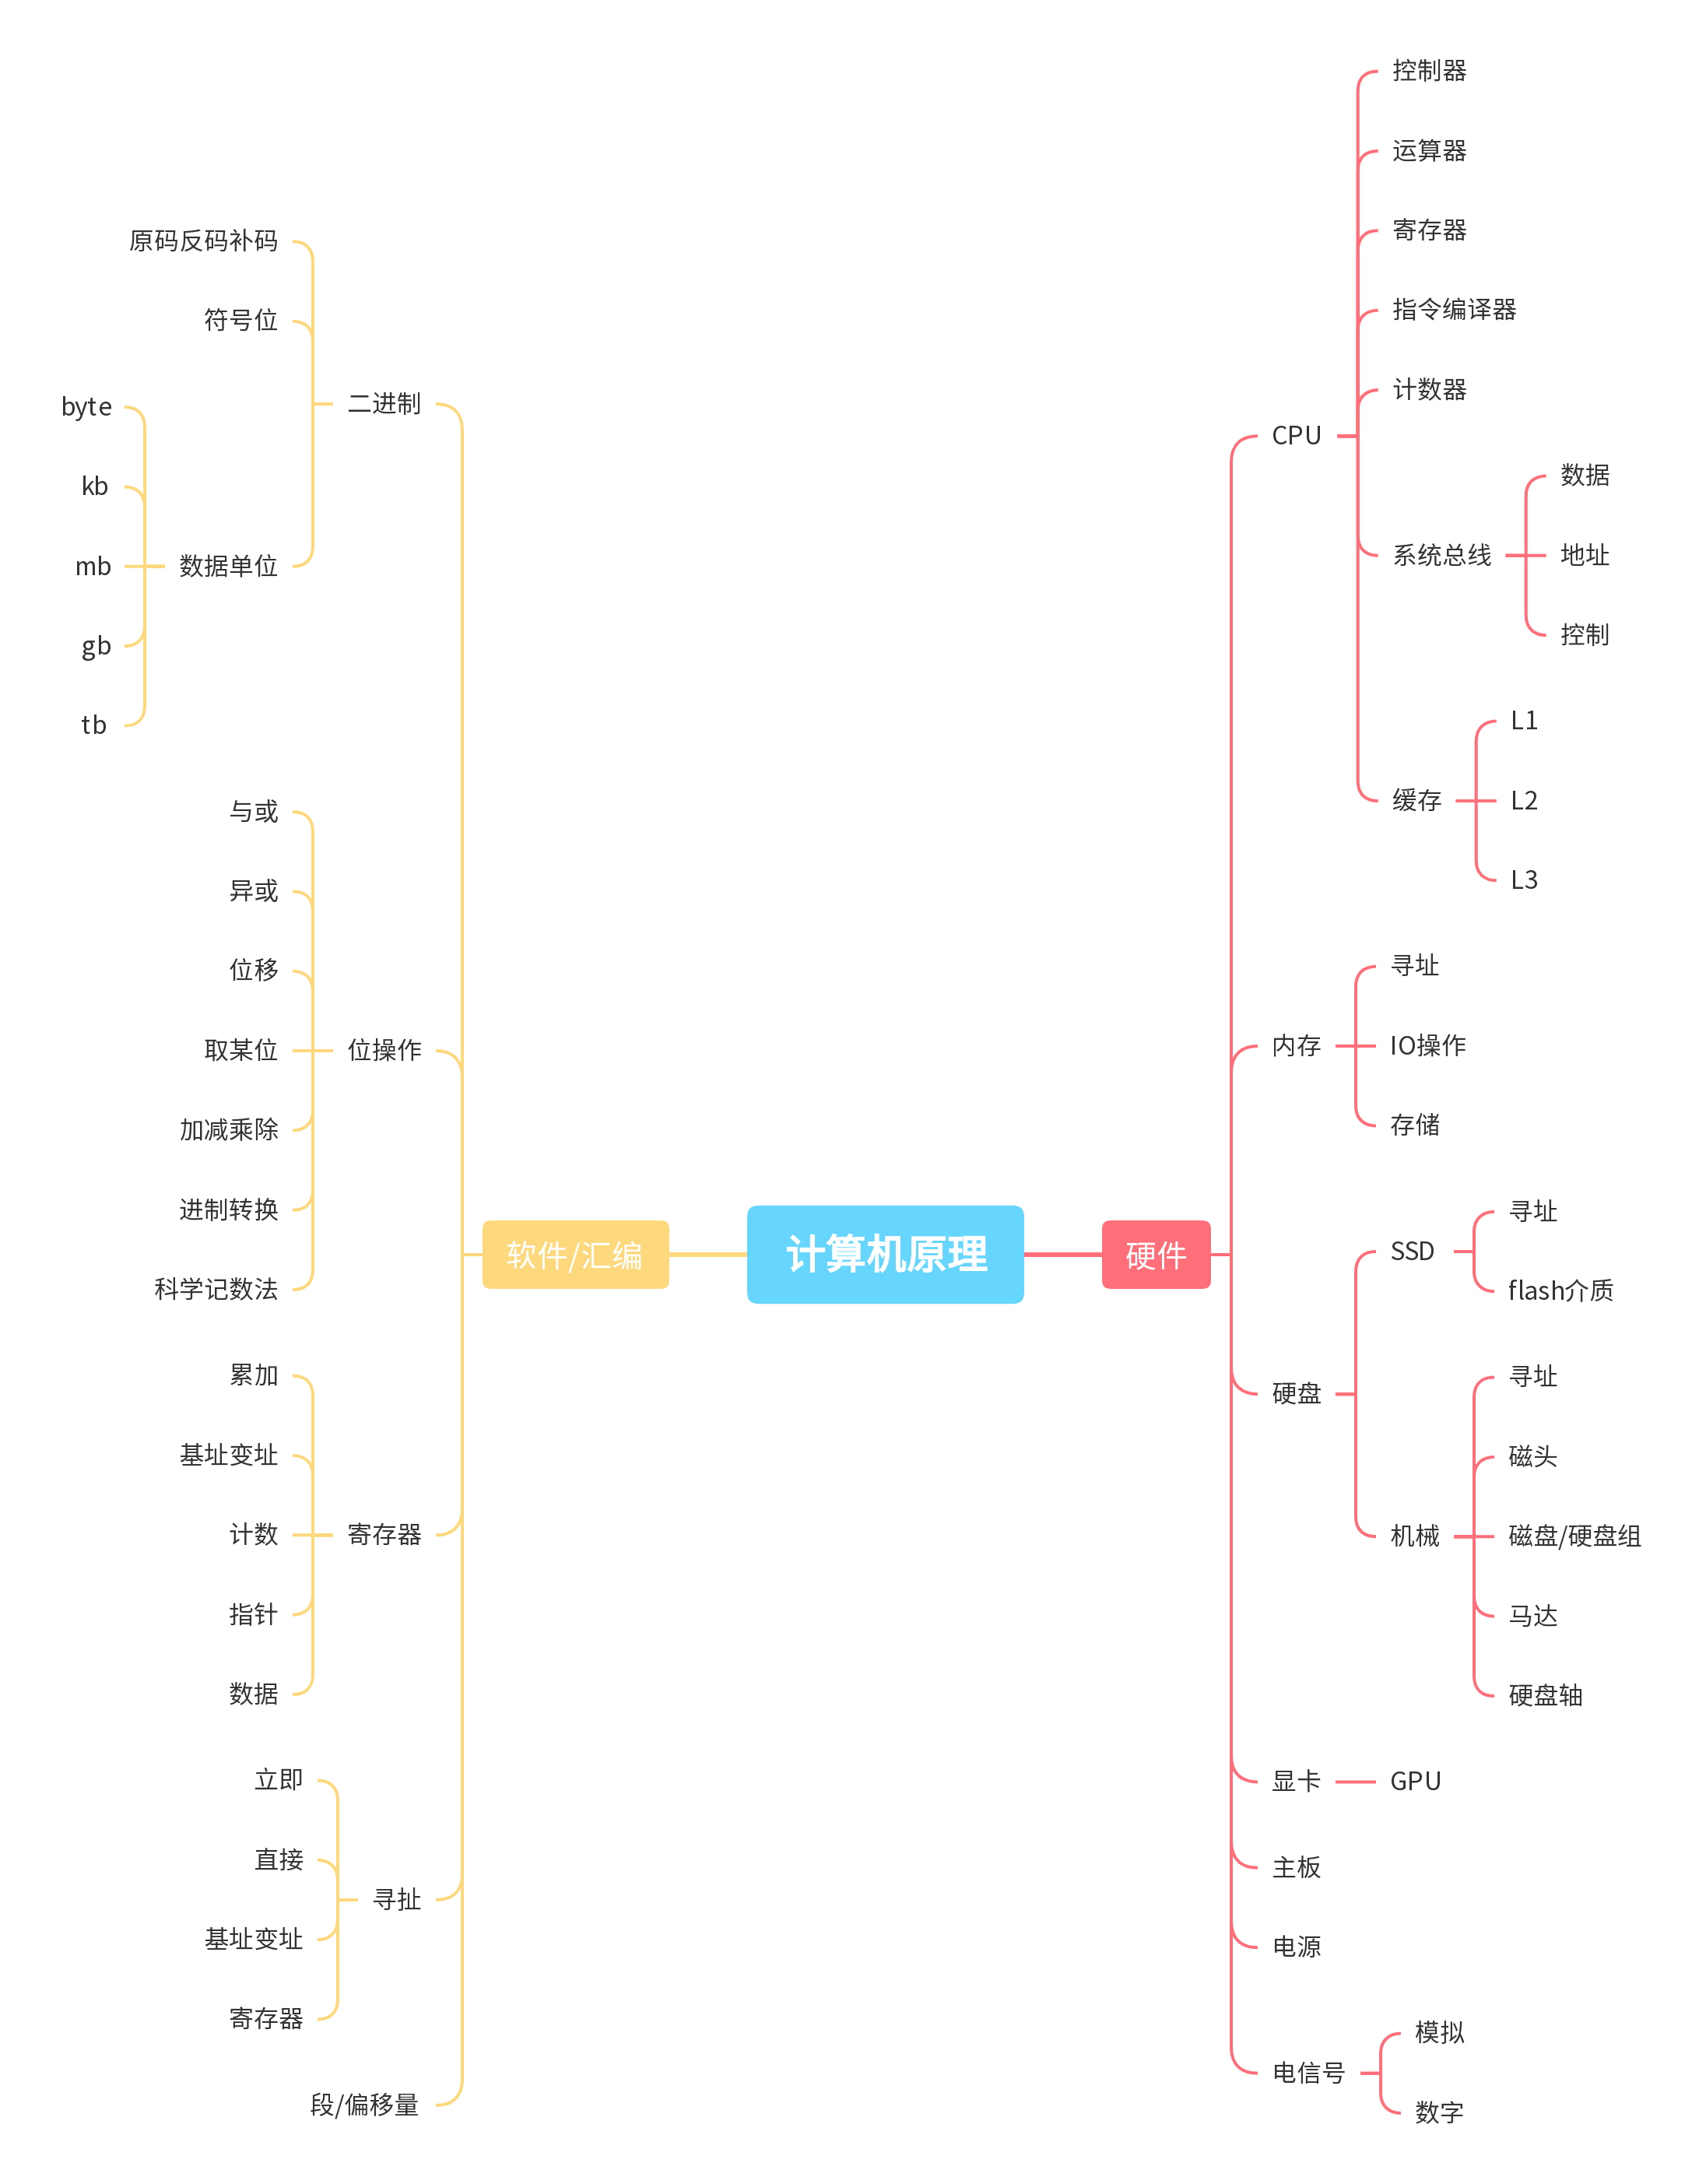 计算机原理
软件/汇编
二进制
原码反码补码
符号位
数据单位
byte
kb
mb
gb
tb
位操作
与或
异或
位移
取某位
加减乘除
进制转换
科学记数法
寄存器
累加
基址变址
计数
指针
数据
寻扯
立即
直接
基址变址
寄存器
段/偏移量
硬件
CPU
控制器
运算器
寄存器
指令编译器
计数器
系统总线
数据
地址
控制
缓存
L1
L2
L3
内存
寻址
IO操作
存储
硬盘
SSD
寻址
flash介质
机械
寻址
磁头
磁盘/硬盘组
马达
硬盘轴
显卡
GPU
主板
电源
电信号
模拟
数字